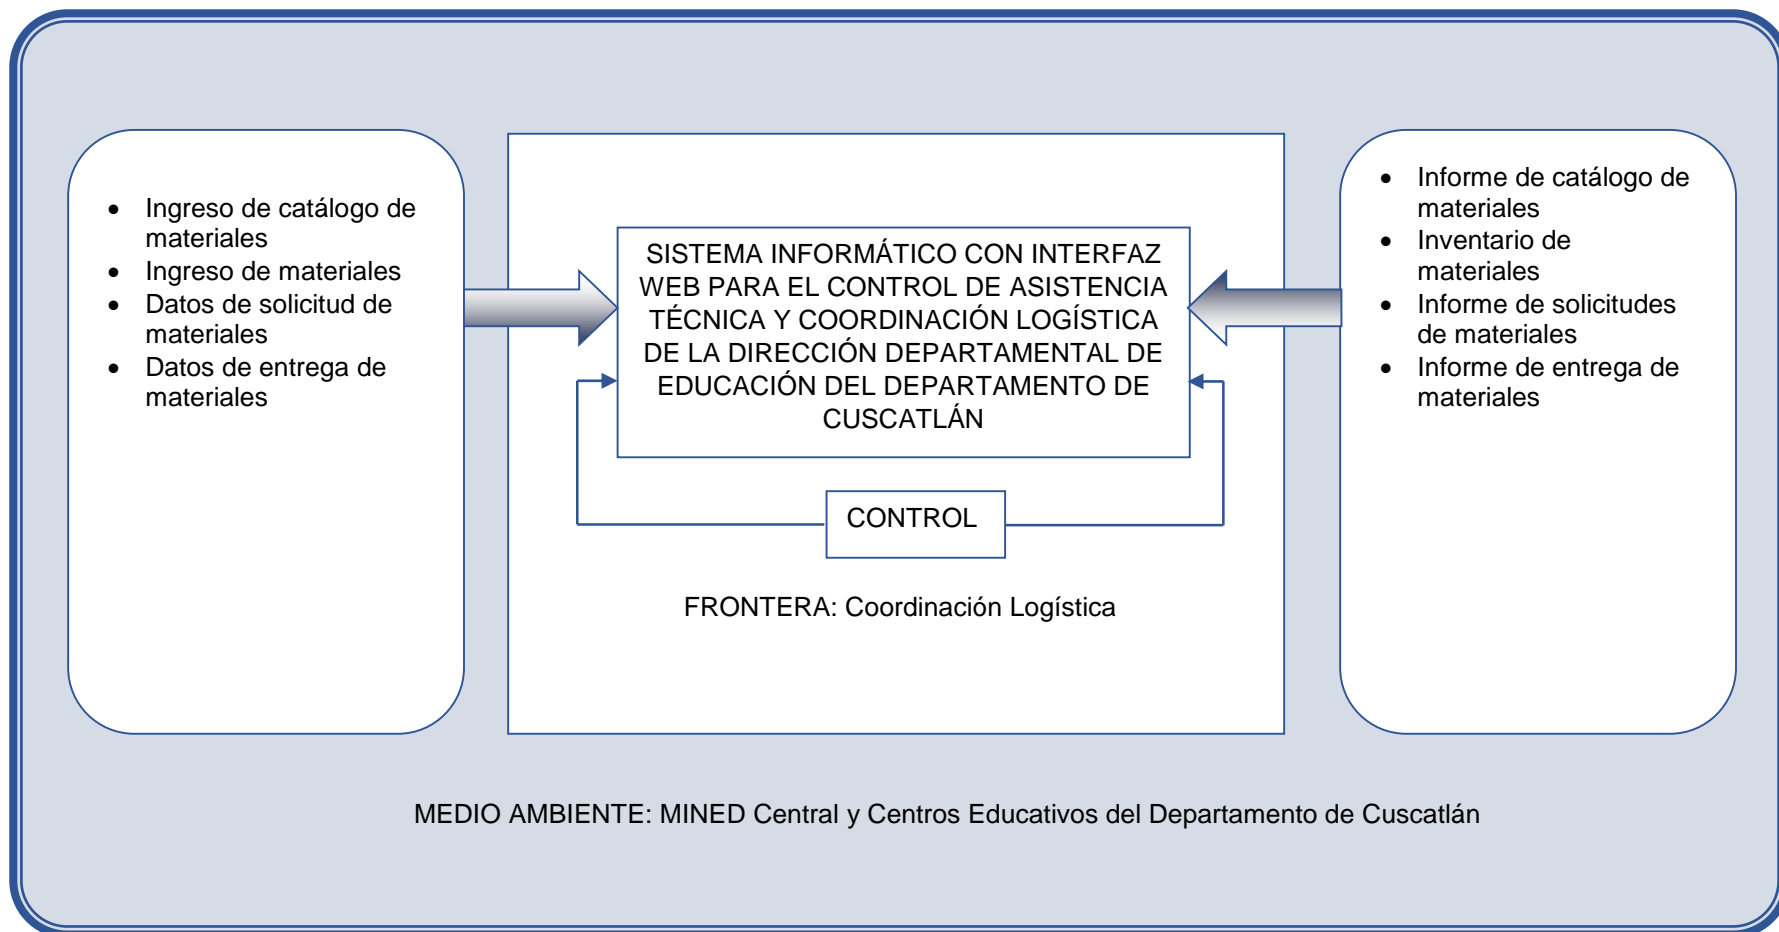 • Ingreso de catálogo de
materiales
• Ingreso de materiales
• Datos de solicitud de
materiales
• Datos de entrega de
materiales
SISTEMA INFORMÁTICO CON INTERFAZ
WEB PARA EL CONTROL DE ASISTENCIA
TÉCNICA Y COORDINACIÓN LOGÍSTICA
DE LA DIRECCIÓN DEPARTAMENTAL DE
EDUCACIÓN DEL DEPARTAMENTO DE
CUSCATLÁN
CONTROL
FRONTERA: Coordinación Logística
• Informe de catálogo de
materiales
• Inventario de
materiales
• Informe de solicitudes
de materiales
• Informe de entrega de
materiales
MEDIO AMBIENTE: MINED Central y Centros Educativos del Departamento de Cuscatlán